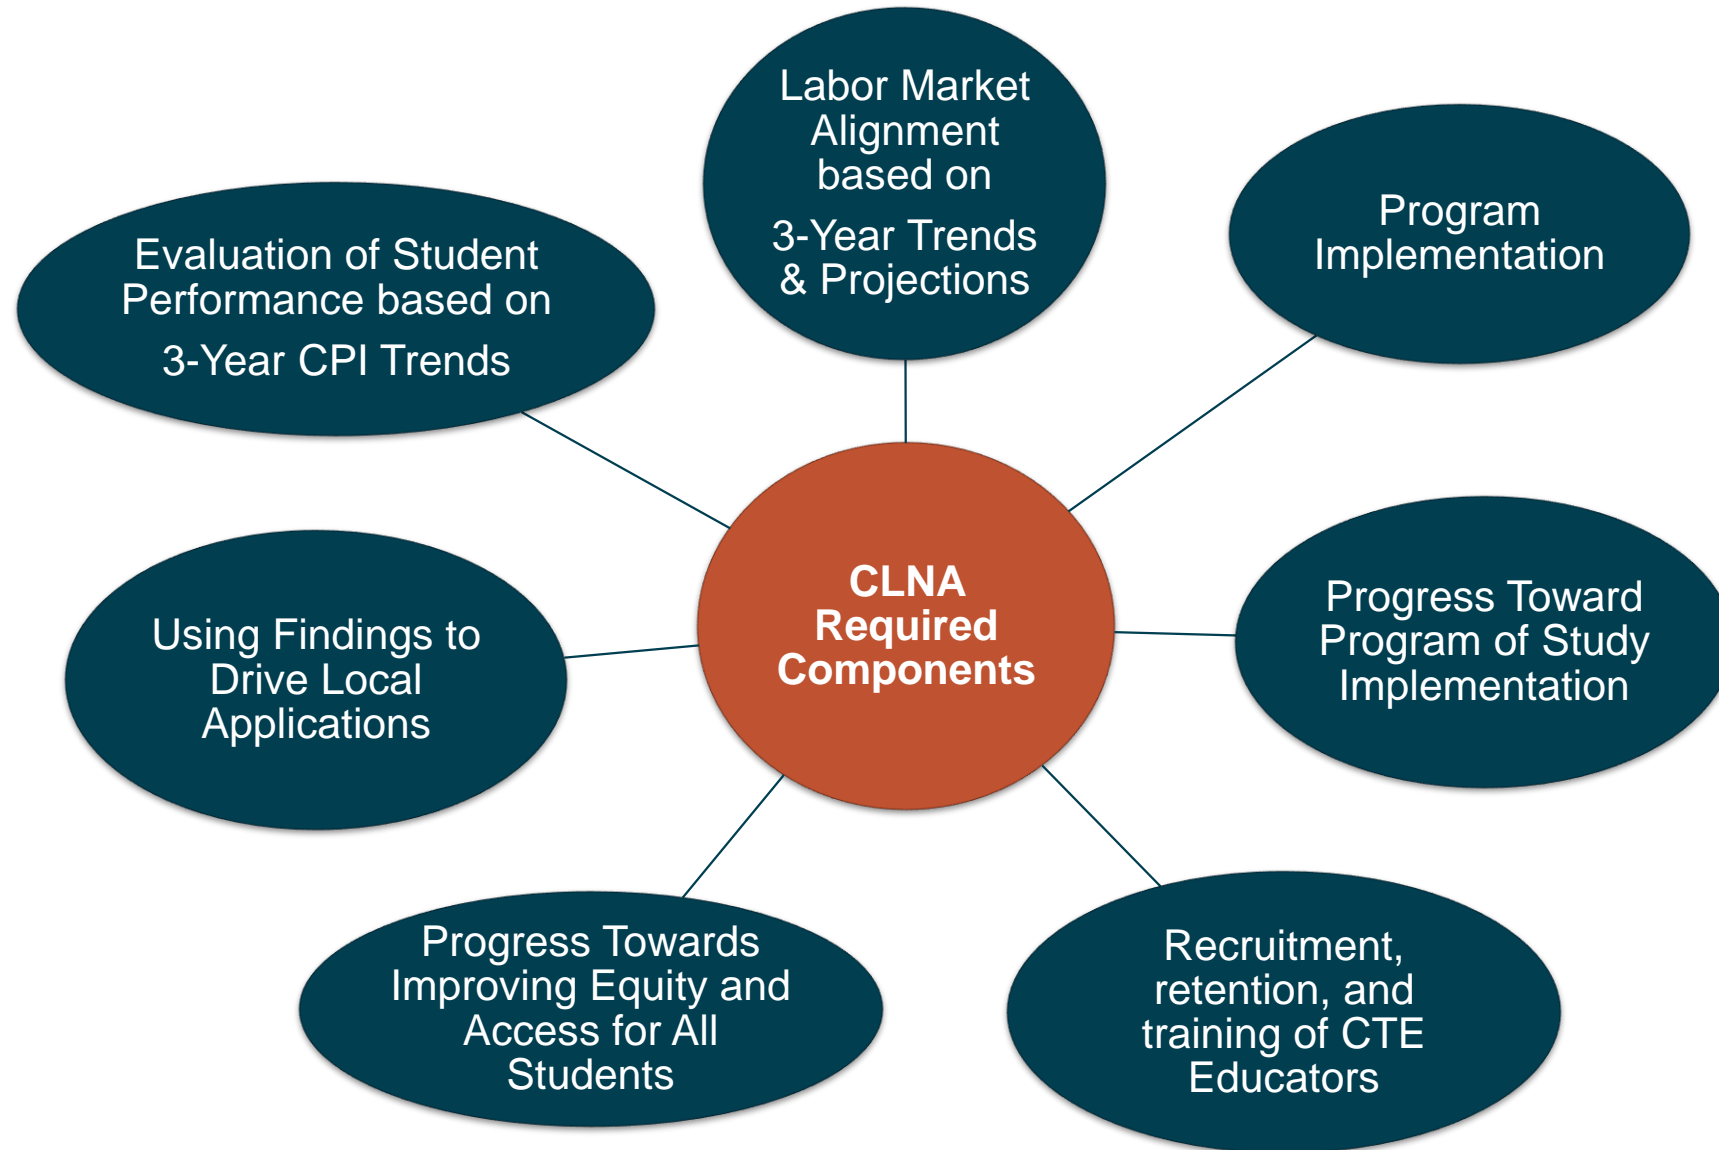 Labor Market
Alignment
based on
3-Year Trends
& Projections
Program
Implementation
Evaluation of Student
Performance based on
3-Year CPI Trends
CLNA
Required
Components
Progress Toward
Program of Study
Implementation
Using Findings to
Drive Local
Applications
Progress Towards
Improving Equity and
Access for All
Students
Recruitment,
retention, and
training of CTE
Educators